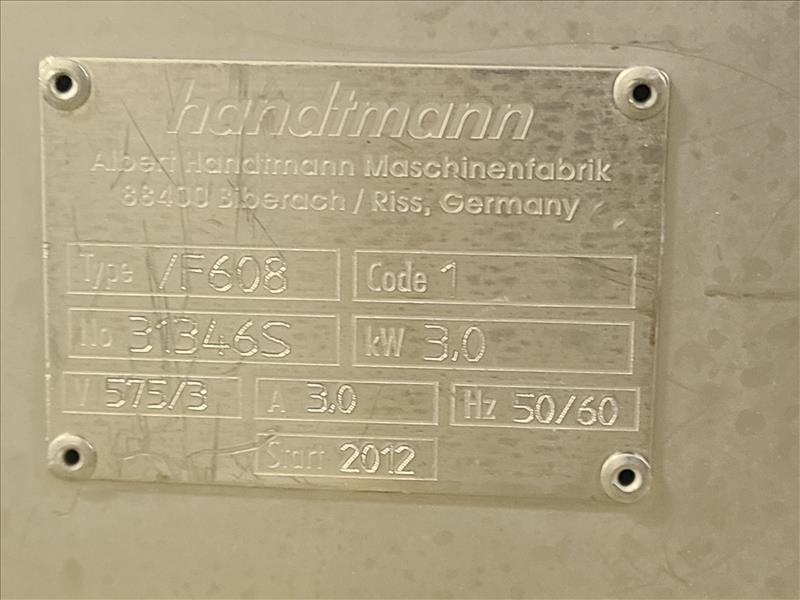 handtmann
Albert Handtmann Maschinenfabrik
88400 Biberach / Riss, Germany
Type VF608 Code 1
No 31346S kW 3.0
V 575/3 A 3.0 Hz 50/60
Start 2012